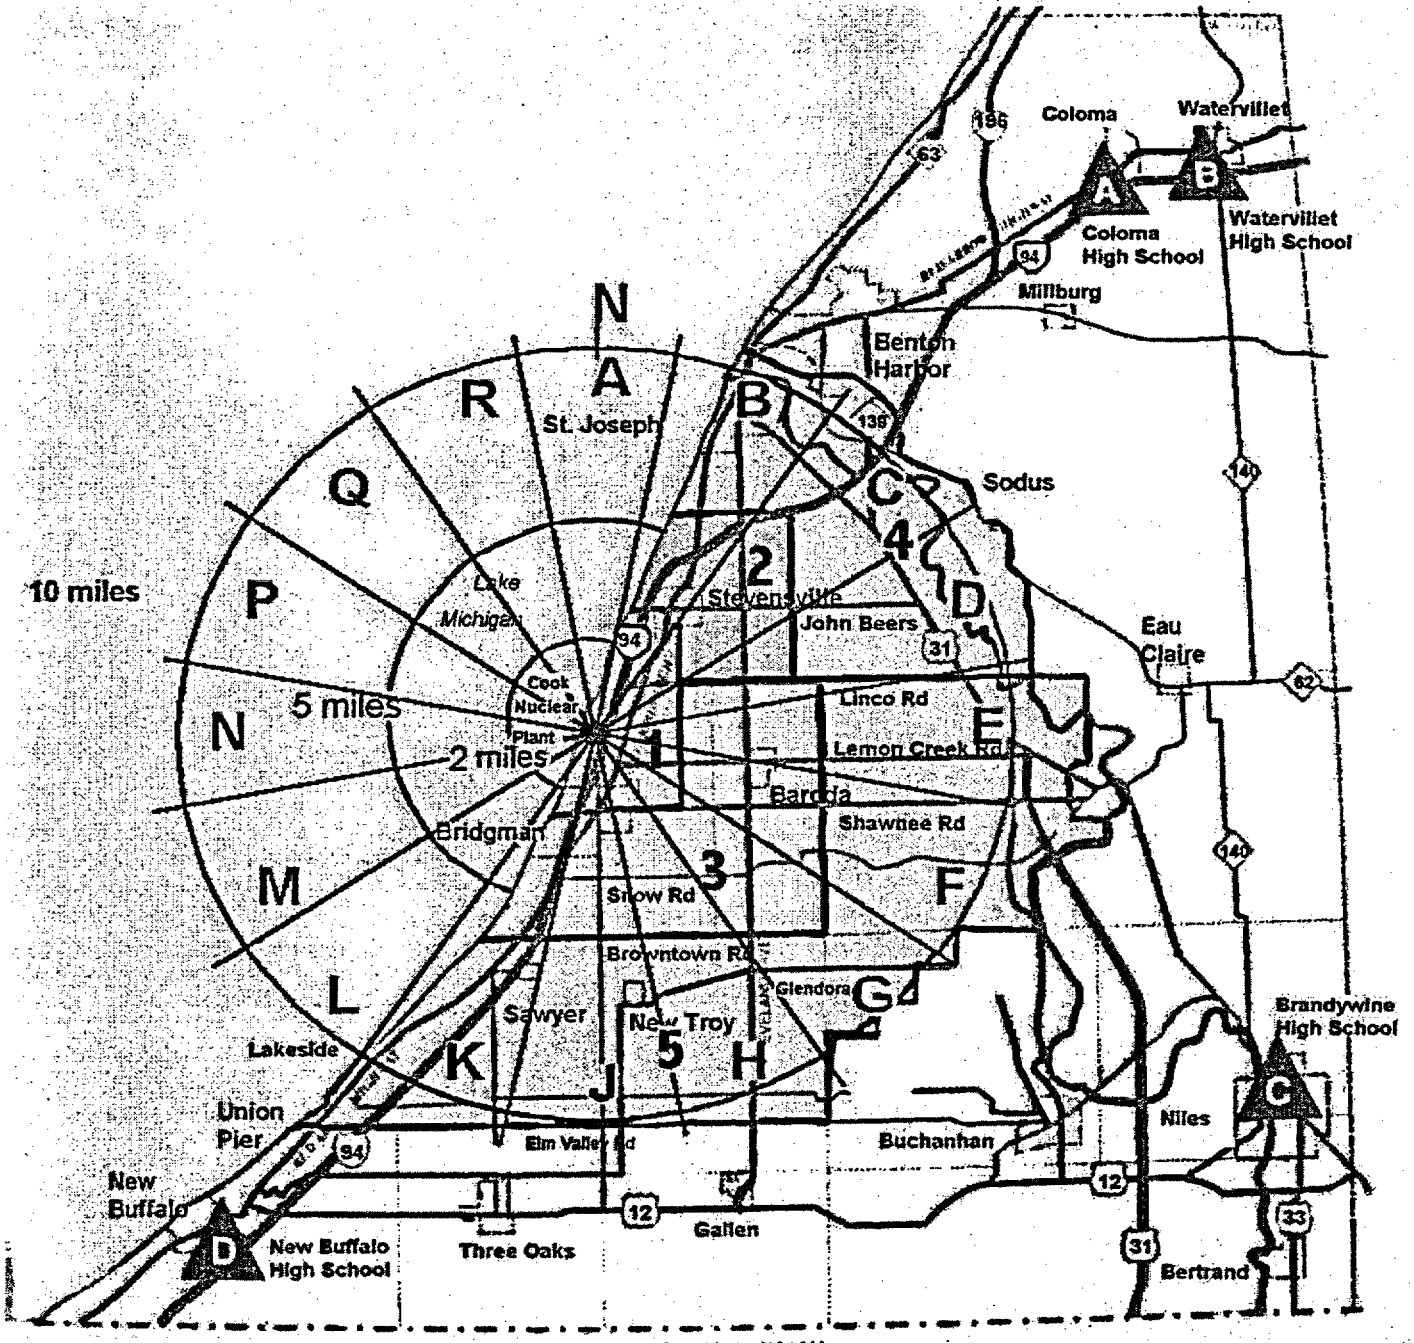 Coloma
Watervliet
196
63
A
B
Coloma
High School
Watervliet
High School
94
Millburg
N
Benton
Harbor
R
A
B
St. Joseph
139
Q
C
Sodus
140
4
2
Lake
Michigan
10 miles
P
Stevensville
D
John Beers
94
31
Eau
Claire
62
Cook
Nuclear
Plant
5 miles
Linco Rd
N
E
1
Lemon Creek Rd
2 miles
Baroda
Bridgman
Shawnee Rd
140
3
M
Snow Rd
F
Browntown Rd
L
Glendora
G
Sawyer
New Troy
Brandywine
High School
Lakeside
K
5
H
J
C
Union
Pier
94
Elm Valley Rd
Buchanhan
Niles
New
Buffalo
12
12
33
D
New Buffalo
High School
Three Oaks
Galien
31
Bertrand